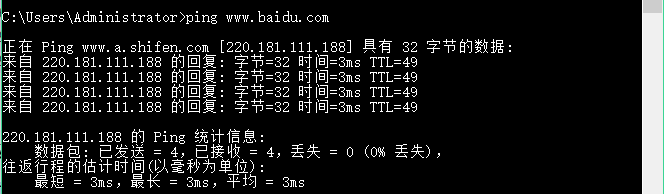 C:\Users\Administrator>ping www.baidu.com
正在 Ping www.a.shifen.com [220.181.111.188] 具有 32 字节的数据:
来自 220.181.111.188 的回复: 字节=32 时间=3ms TTL=49
来自 220.181.111.188 的回复: 字节=32 时间=3ms TTL=49
来自 220.181.111.188 的回复: 字节=32 时间=3ms TTL=49
来自 220.181.111.188 的回复: 字节=32 时间=3ms TTL=49
220.181.111.188 的 Ping 统计信息:
数据包: 已发送 = 4，已接收 = 4，丢失 = 0 (0% 丢失)，
往返行程的估计时间(以毫秒为单位):
最短 = 3ms，最长 = 3ms，平均 = 3ms